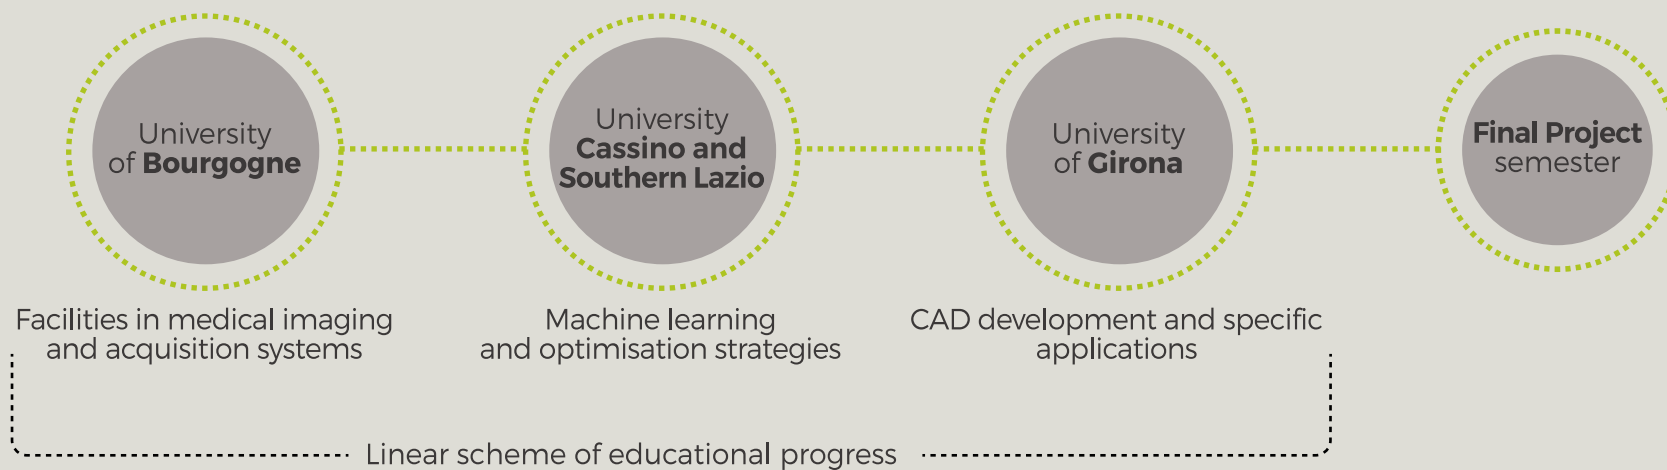 University
of Bourgogne
University
Cassino and
Southern Lazio
University
of Girona
Final Project
semester
Facilities in medical imaging
and acquisition systems
Machine learning
and optimisation strategies
CAD development and specific
applications
Linear scheme of educational progress